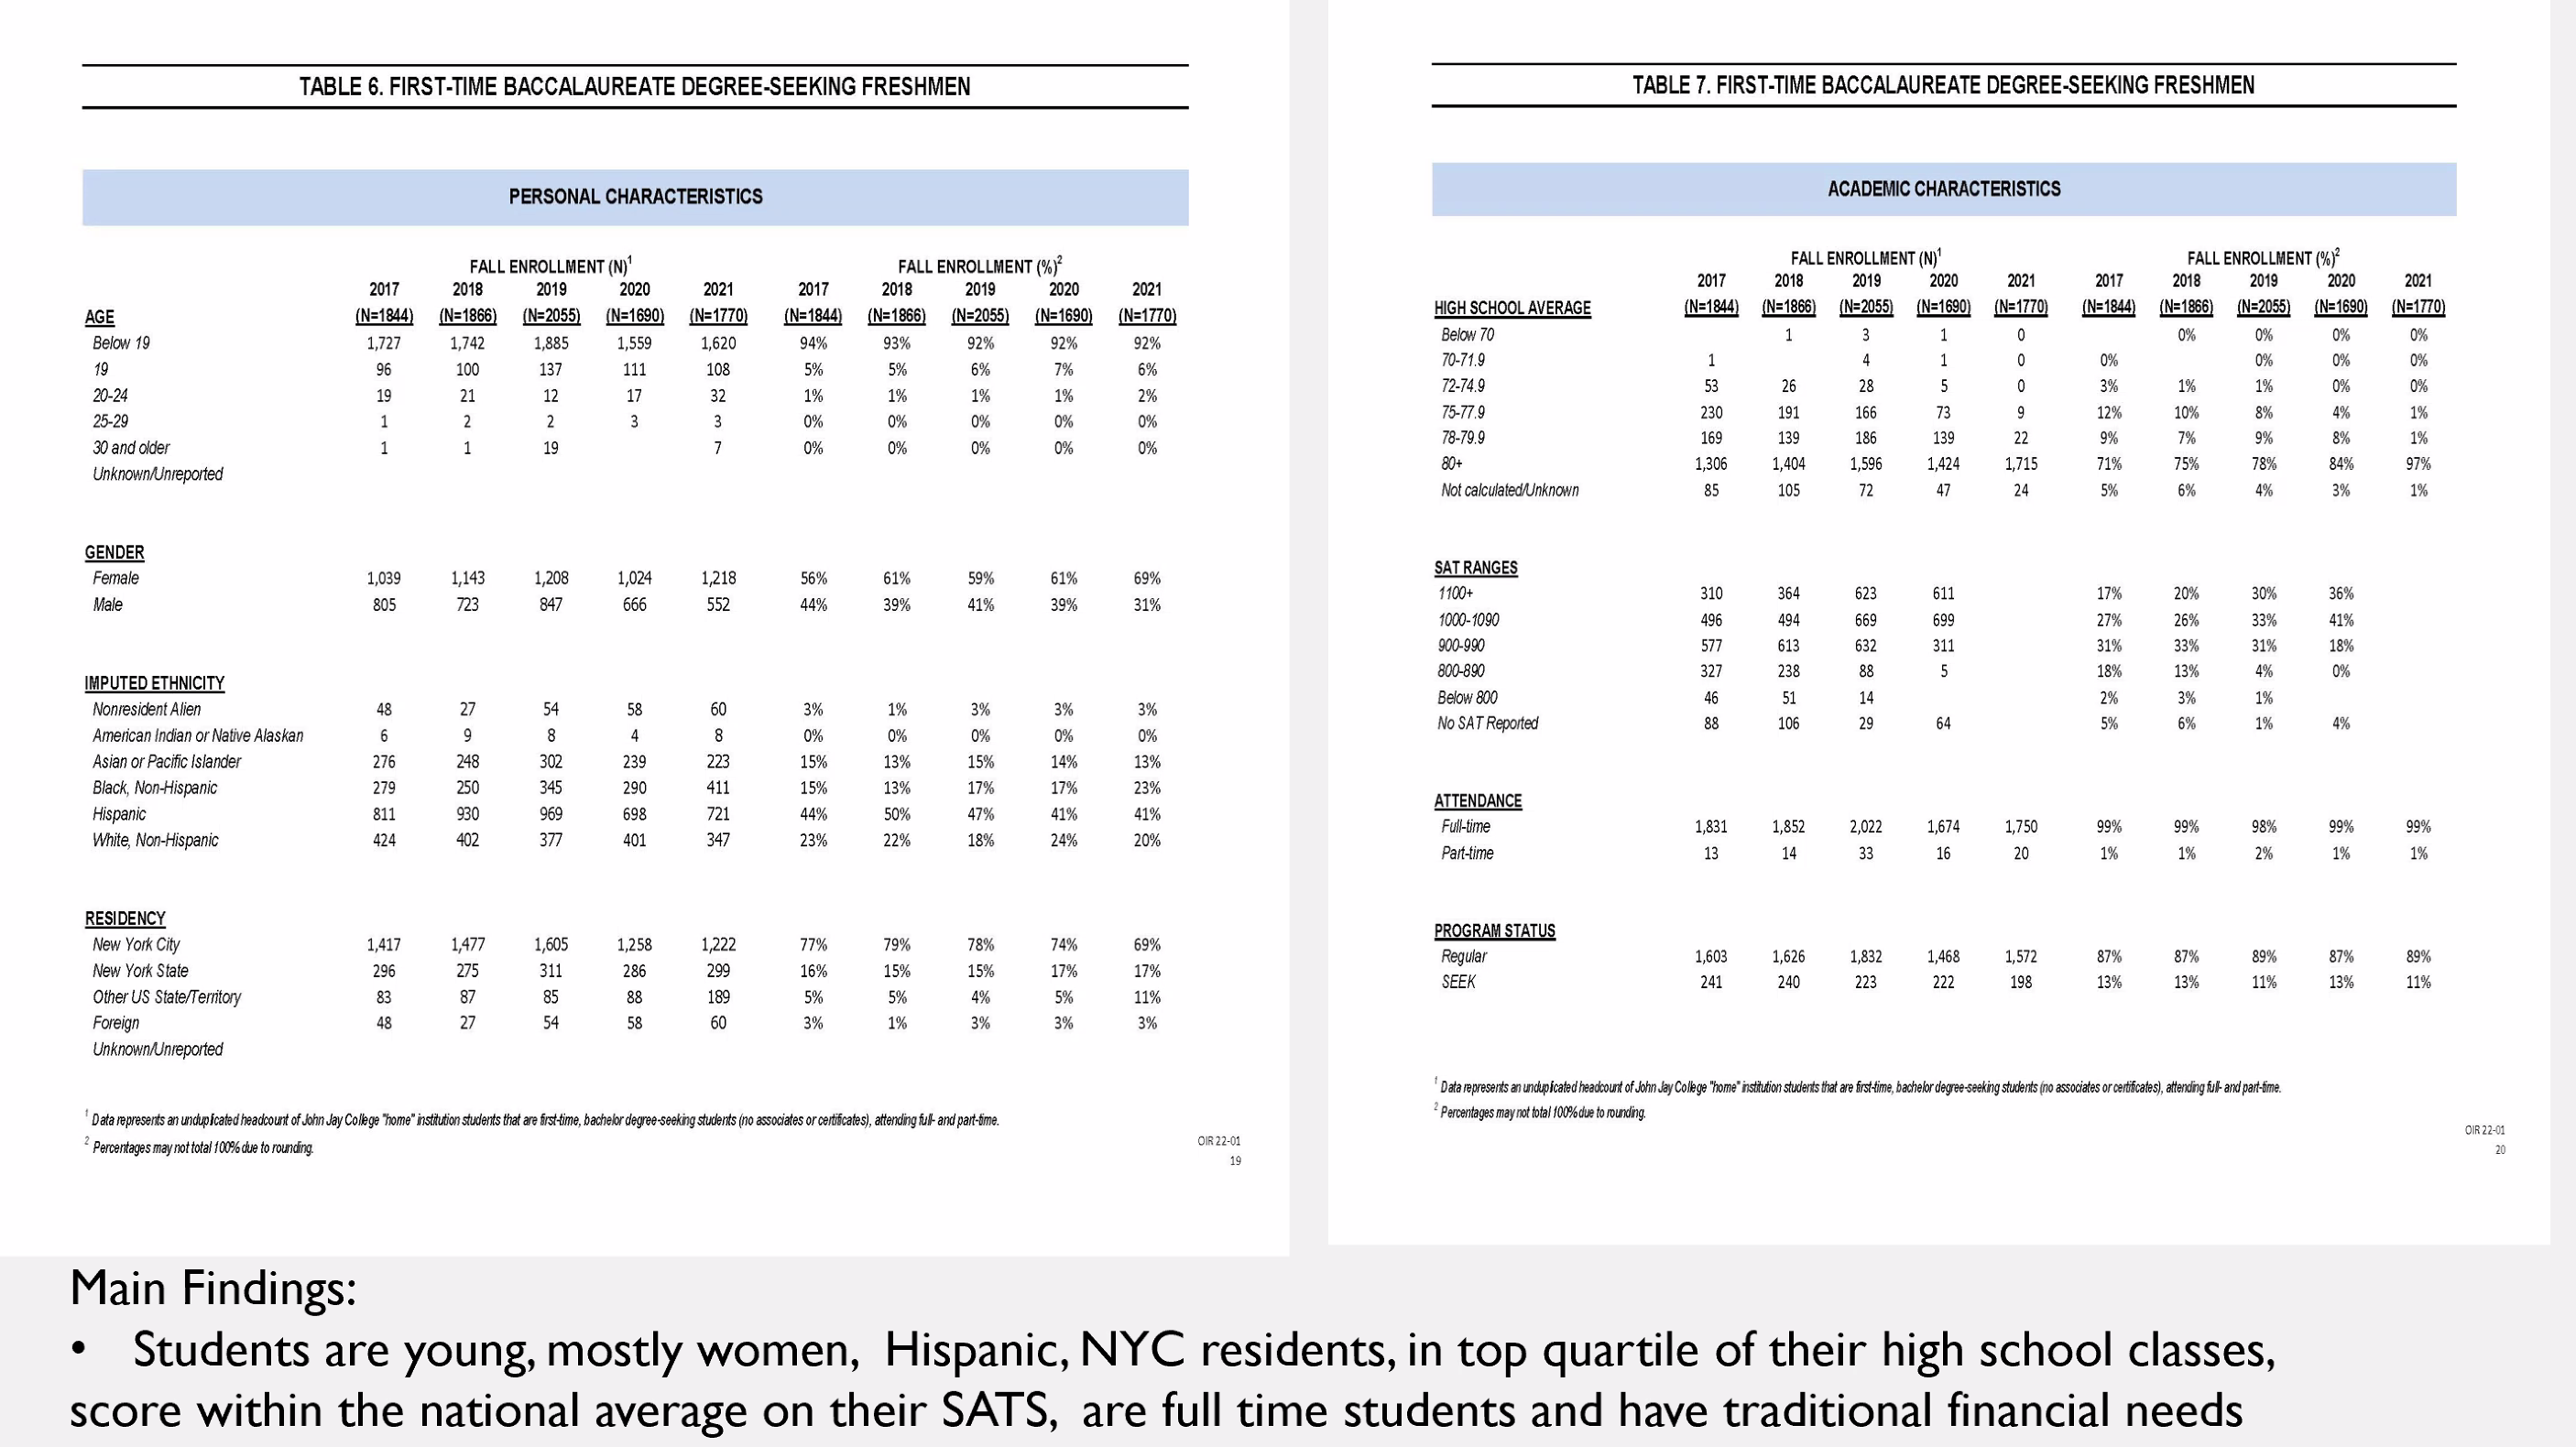 TABLE 6. FIRST-TIME BACCALAUREATE DEGREE-SEEKING FRESHMEN
PERSONAL CHARACTERISTICS
FALL ENROLLMENT (N)1 FALL ENROLLMENT (%)2
2017 2018 2019 2020 2021 2017 2018 2019 2020 2021
AGE (N=1844) (N=1866) (N=2055) (N=1690) (N=1770) (N=1844) (N=1866) (N=2055) (N=1690) (N=1770)
Below 19 1,727 1,742 1,885 1,559 1,620 94% 93% 92% 92% 92%
19 96 100 137 111 108 5% 5% 6% 7% 6%
20-24 19 21 12 17 32 1% 1% 1% 1% 2%
25-29 1 2 2 3 3 0% 0% 0% 0% 0%
30 and older 1 1 19 7 0% 0% 0% 0% 0%
Unknown/Unreported
GENDER
Female 1,039 1,143 1,208 1,024 1,218 56% 61% 59% 61% 69%
Male 805 723 847 666 552 44% 39% 41% 39% 31%
IMPUTED ETHNICITY
Nonresident Alien 48 27 54 58 60 3% 1% 3% 3% 3%
American Indian or Native Alaskan 6 9 8 4 8 0% 0% 0% 0% 0%
Asian or Pacific Islander 276 248 302 239 223 15% 13% 15% 14% 13%
Black, Non-Hispanic 279 250 345 290 411 15% 13% 17% 17% 23%
Hispanic 811 930 969 698 721 44% 50% 47% 41% 41%
White, Non-Hispanic 424 402 377 401 347 23% 22% 18% 24% 20%
RESIDENCY
New York City 1,417 1,477 1,605 1,258 1,222 77% 79% 78% 74% 69%
New York State 296 275 311 286 299 16% 15% 15% 17% 17%
Other US State/Territory 83 87 85 88 189 5% 5% 4% 5% 11%
Foreign 48 27 54 58 60 3% 1% 3% 3% 3%
Unknown/Unreported
1 Data represents an unduplicated headcount of John Jay College "home" institution students that are first-time, bachelor degree-seeking students (no associates or certificates), attending full- and part-time.
2 Percentages may not total 100% due to rounding.
OIR 22-01
19
TABLE 7. FIRST-TIME BACCALAUREATE DEGREE-SEEKING FRESHMEN
ACADEMIC CHARACTERISTICS
FALL ENROLLMENT (N)1 FALL ENROLLMENT (%)2
2017 2018 2019 2020 2021 2017 2018 2019 2020 2021
HIGH SCHOOL AVERAGE (N=1844) (N=1866) (N=2055) (N=1690) (N=1770) (N=1844) (N=1866) (N=2055) (N=1690) (N=1770)
Below 70 1 3 1 0 0% 0% 0% 0%
70-71.9 1 4 1 0 0% 0% 0% 0%
72-74.9 53 26 28 5 0 3% 1% 1% 0% 0%
75-77.9 230 191 166 73 9 12% 10% 8% 4% 1%
78-79.9 169 139 186 139 22 9% 7% 9% 8% 1%
80+ 1,306 1,404 1,596 1,424 1,715 71% 75% 78% 84% 97%
Not calculated/Unknown 85 105 72 47 24 5% 6% 4% 3% 1%
SAT RANGES
1100+ 310 364 623 611 17% 20% 30% 36%
1000-1090 496 494 669 699 27% 26% 33% 41%
900-990 577 613 632 311 31% 33% 31% 18%
800-890 327 238 88 5 18% 13% 4% 0%
Below 800 46 51 14 2% 3% 1%
No SAT Reported 88 106 29 64 5% 6% 1% 4%
ATTENDANCE
Full-time 1,831 1,852 2,022 1,674 1,750 99% 99% 98% 99% 99%
Part-time 13 14 33 16 20 1% 1% 2% 1% 1%
PROGRAM STATUS
Regular 1,603 1,626 1,832 1,468 1,572 87% 87% 89% 87% 89%
SEEK 241 240 223 222 198 13% 13% 11% 13% 11%
1 Data represents an unduplicated headcount of John Jay College "home" institution students that are first-time, bachelor degree-seeking students (no associates or certificates), attending full- and part-time.
2 Percentages may not total 100% due to rounding.
OIR 22-01
20
Main Findings:
• Students are young, mostly women, Hispanic, NYC residents, in top quartile of their high school classes,
score within the national average on their SATS, are full time students and have traditional financial needs